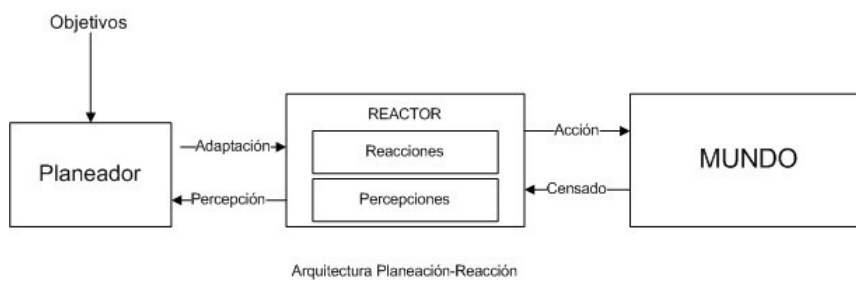 Objetivos
Planeador
Adaptación
Percepción
REACTOR
Reacciones
Percepciones
Acción
Censado
MUNDO
Arquitectura Planeación-Reacción